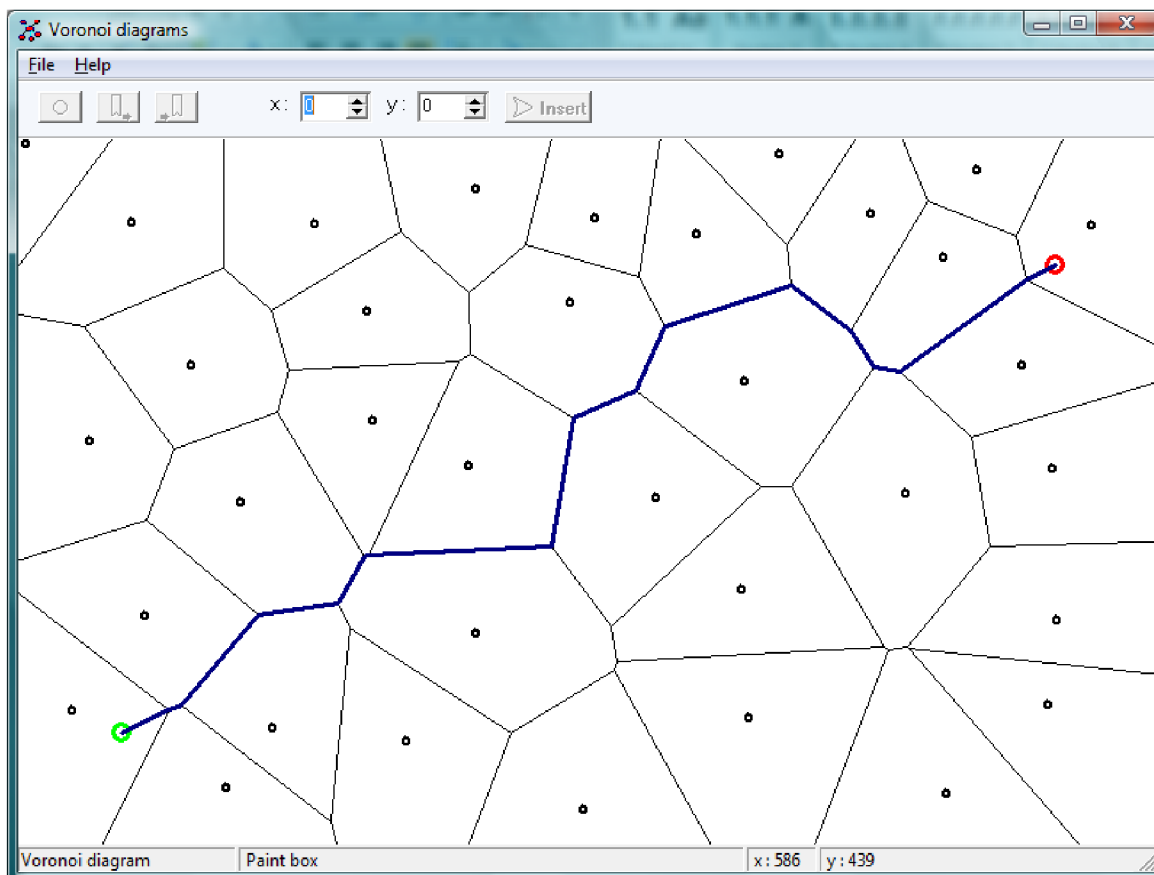 Voronoi diagrams
File Help
x: 0 y: 0 Insert
Voronoi diagram Paint box x: 586 y: 439